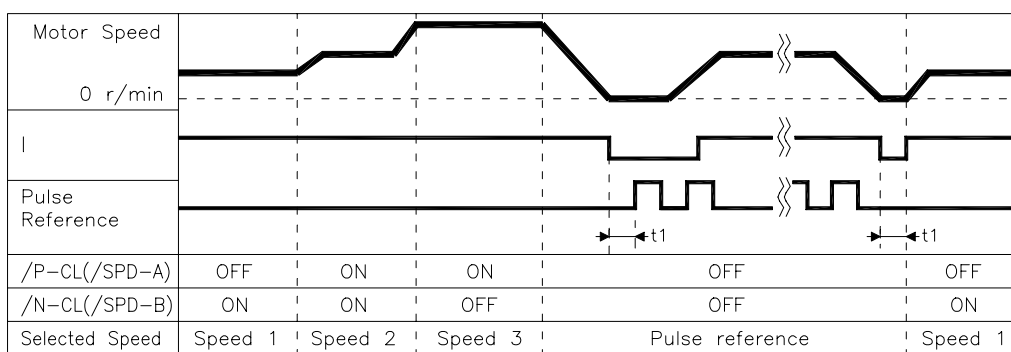 Motor Speed
0 r/min
I
Pulse
Reference
t1 t1
/P-CL(/SPD-A) OFF ON ON OFF OFF
/N-CL(/SPD-B) ON ON OFF OFF ON
Selected Speed Speed 1 Speed 2 Speed 3 Pulse reference Speed 1